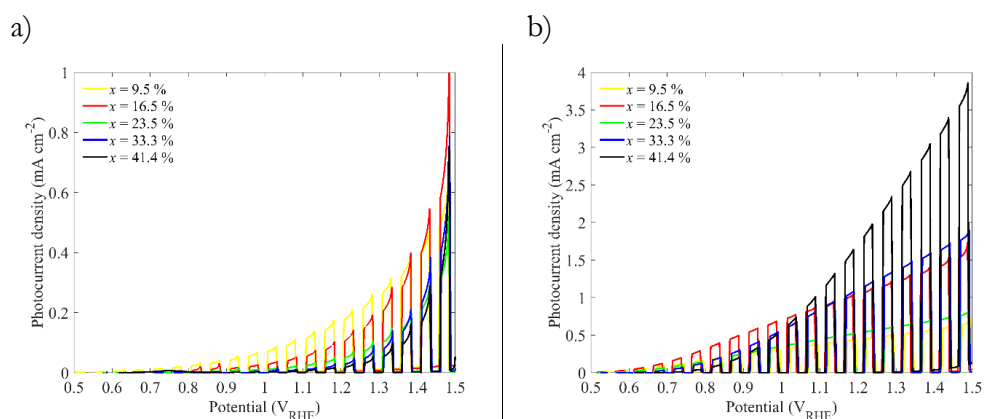 a)
Photocurrent density (mA cm⁻²)
1
0.8
0.6
0.4
0.2
0
x = 9.5 %
x = 16.5 %
x = 23.5 %
x = 33.3 %
x = 41.4 %
0.5 0.6 0.7 0.8 0.9 1 1.1 1.2 1.3 1.4 1.5
Potential (V_RHE)
b)
Photocurrent density (mA cm⁻²)
4
3.5
3
2.5
2
1.5
1
0.5
0
x = 9.5 %
x = 16.5 %
x = 23.5 %
x = 33.3 %
x = 41.4 %
0.5 0.6 0.7 0.8 0.9 1 1.1 1.2 1.3 1.4 1.5
Potential (V_RHE)